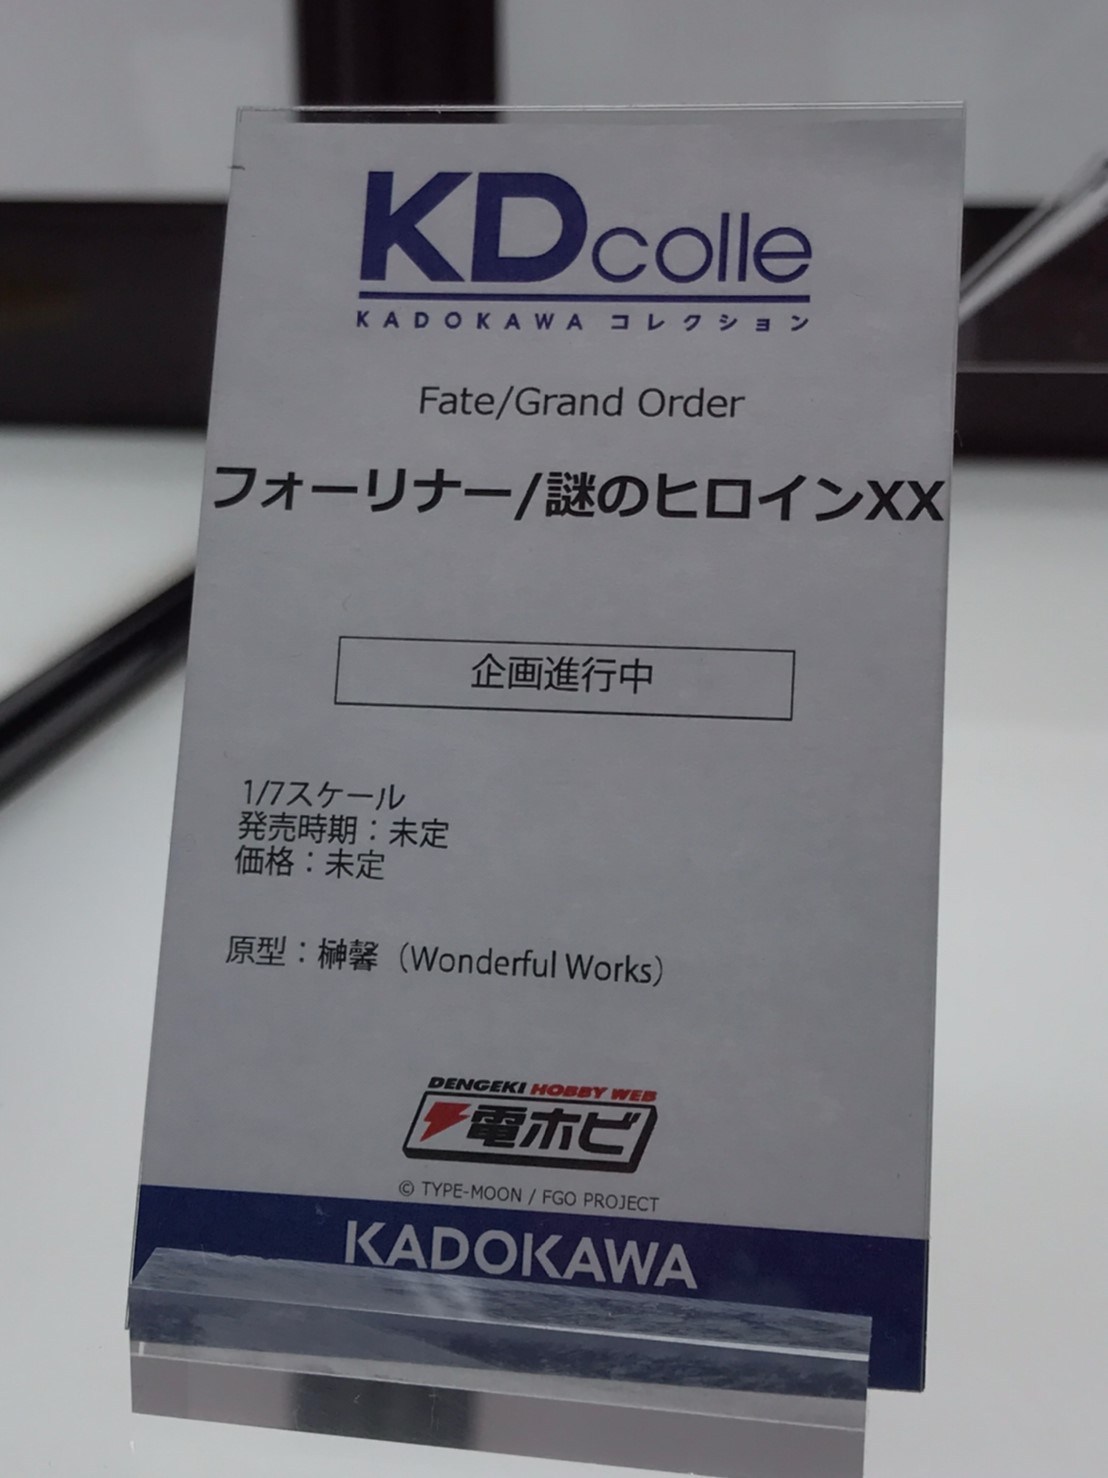 KDcolle
KADOKAWA コレクション
Fate/Grand Order
フォーリナー/謎のヒロインXX
企画進行中
1/7スケール
発売時期：未定
価格：未定
原型：榊馨（Wonderful Works）
DENGEKI HOBBY WEB
電ホビ
© TYPE-MOON / FGO PROJECT
KADOKAWA